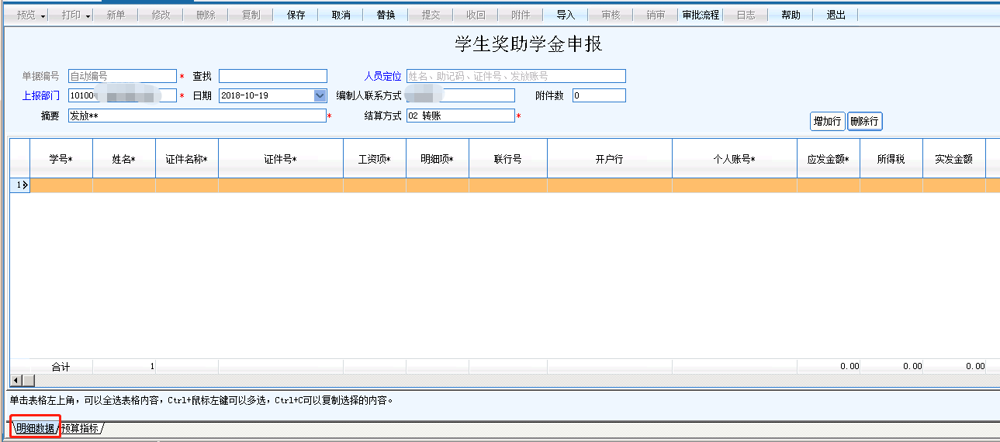 预览 打印 新单 修改 删除 复制 保存 取消 替换 提交 收回 附件 导入 审核 销审 审批流程 日志 帮助 退出
学生奖助学金申报
单据编号 自动编号 * 查找 人员定位 姓名、助记码、证件号、发放账号
上报部门 10100 * 日期 2018-10-19 编制人联系方式 附件数 0
摘要 发放** * 结算方式 02 转账 *
增加行 删除行
学号* 姓名* 证件名称* 证件号* 工资项* 明细项* 联行号 开户行 个人账号* 应发金额* 所得税 实发金额
1
合计 1 0.00 0.00 0.00
单击表格左上角，可以全选表格内容，Ctrl+鼠标左键可以多选，Ctrl+C可以复制选择的内容。
明细数据 预算指标